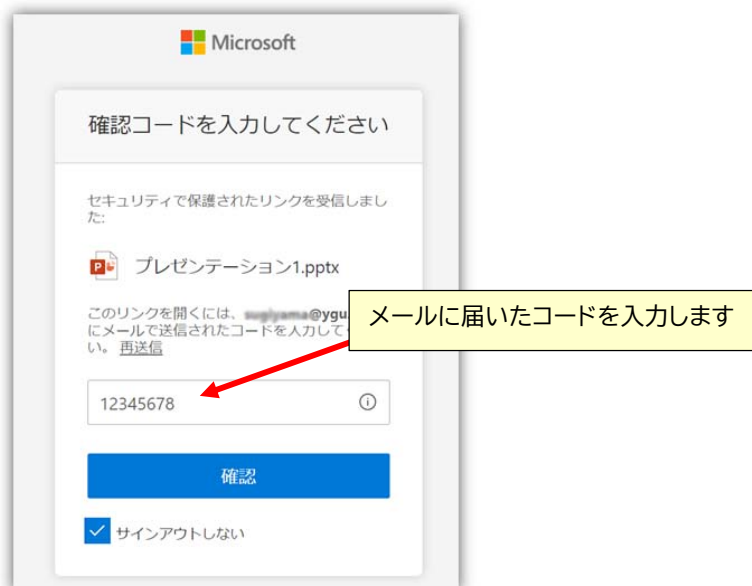 Microsoft
確認コードを入力してください
セキュリティで保護されたリンクを受信しまし
た:
プレゼンテーション1.pptx
このリンクを開くには、@ygu
にメールで送信されたコードを入力して
い。 再送信
メールに届いたコードを入力します
12345678
確認
サインアウトしない